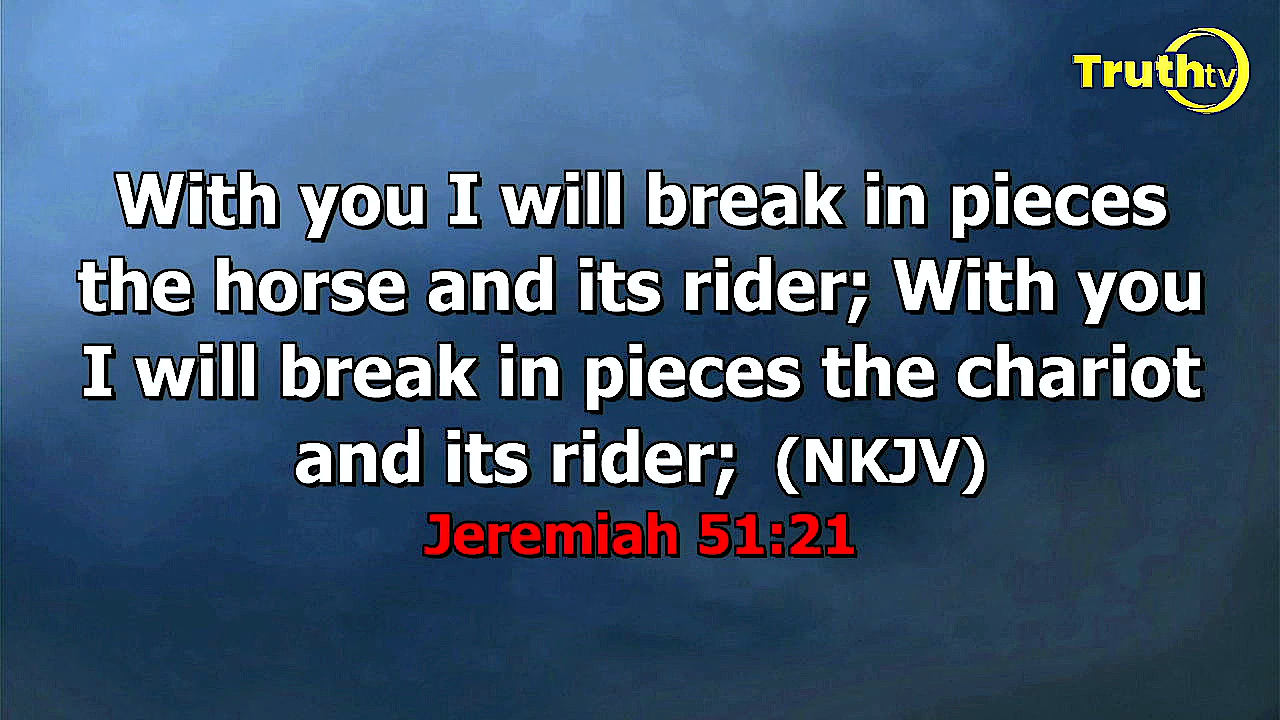 Truthtv
With you I will break in pieces
the horse and its rider; With you
I will break in pieces the chariot
and its rider; (NKJV)
Jeremiah 51:21